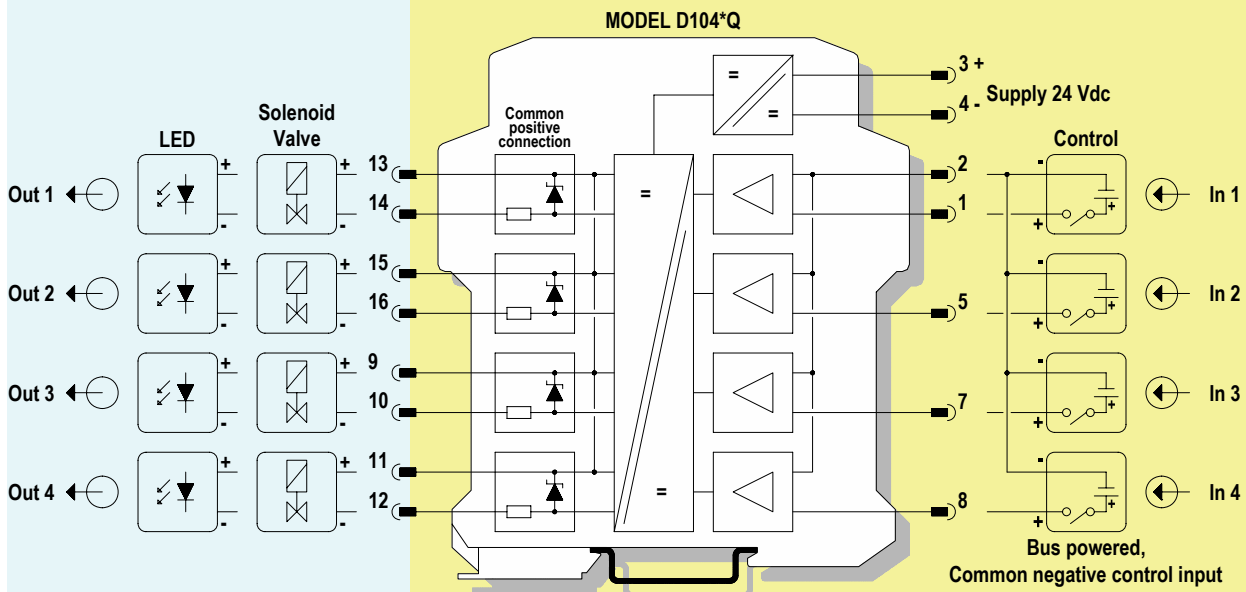 MODEL D104*Q
3 +
4 -
Supply 24 Vdc
=
=
Common
positive
connection
LED
Solenoid
Valve
Control
Out 1
+
-
+
-
13
14
=
2
1
-
+
+
In 1
Out 2
+
-
+
-
15
16
5
-
+
+
In 2
Out 3
+
-
+
-
9
10
7
-
+
+
In 3
Out 4
+
-
+
-
11
12
=
8
-
+
+
In 4
Bus powered,
Common negative control input